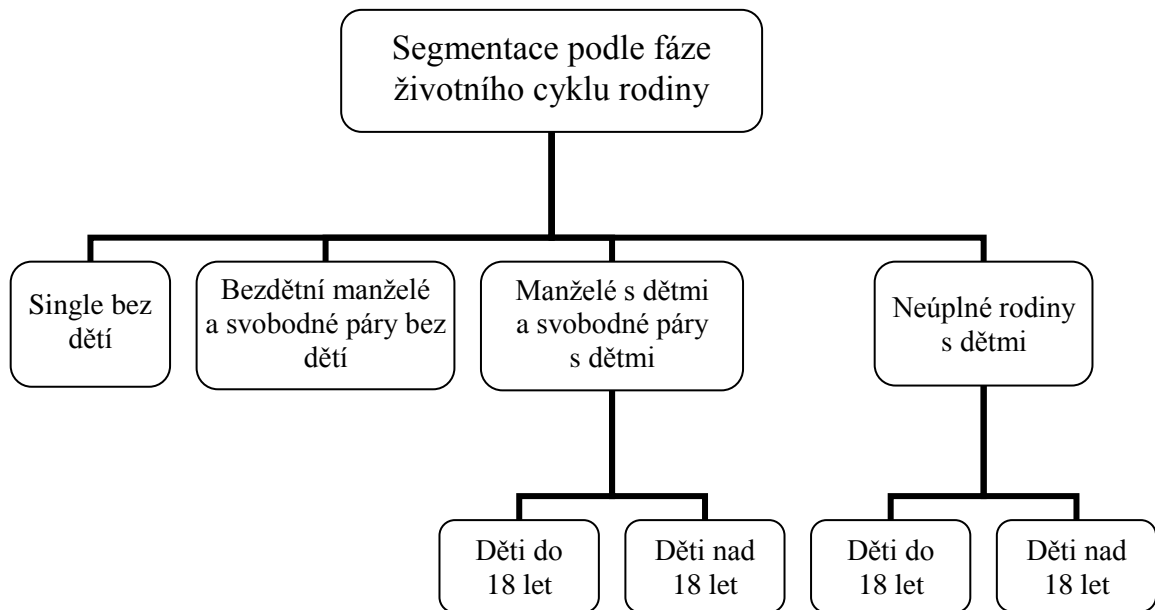 Segmentace podle fáze
životního cyklu rodiny
Single bez
dětí
Bezdětní manželé
a svobodné páry bez
dětí
Manželé s dětmi
a svobodné páry
s dětmi
Neúplné rodiny
s dětmi
Děti do
18 let
Děti nad
18 let
Děti do
18 let
Děti nad
18 let